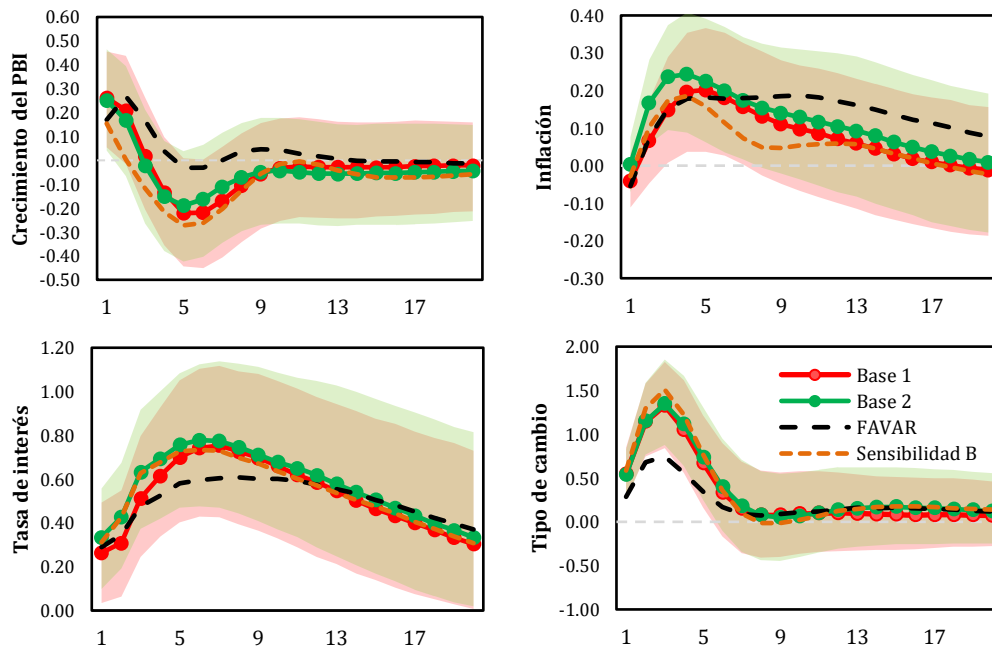 Crecimiento del PBI
0.60
0.50
0.40
0.30
0.20
0.10
0.00
-0.10
-0.20
-0.30
-0.40
-0.50
1 5 9 13 17
Inflación
0.40
0.30
0.20
0.10
0.00
-0.10
-0.20
-0.30
1 5 9 13 17
Tasa de interés
1.20
1.00
0.80
0.60
0.40
0.20
0.00
1 5 9 13 17
Tipo de cambio
2.00
1.50
1.00
0.50
0.00
-0.50
-1.00
1 5 9 13 17
Base 1
Base 2
FAVAR
Sensibilidad B